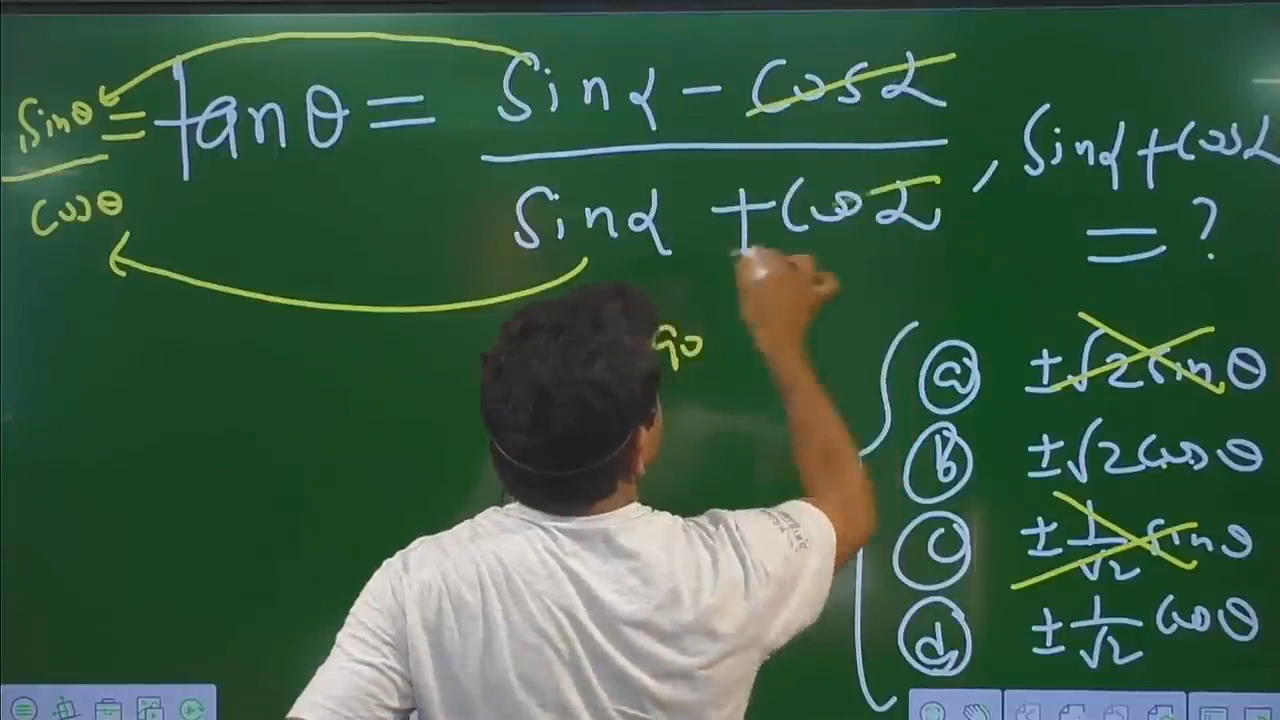 sinθ/cosθ = tanθ = (sinα - cosα)/(sinα + cosα), sinα + cosα = ?
90
(a) ±√2 sinθ
(b) ±√2 cosθ
(c) ±1/√2 sinθ
(d) ±1/√2 cosθ